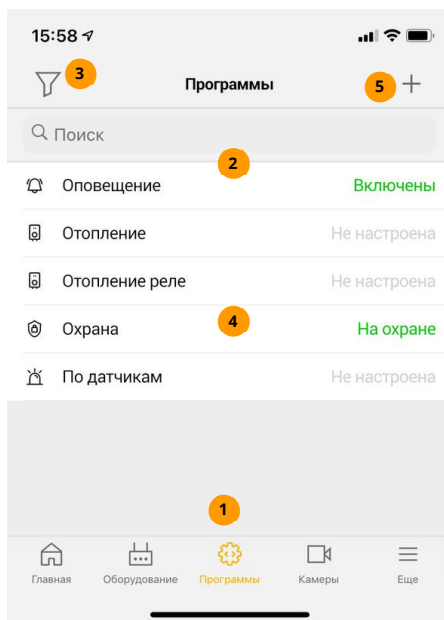 15:58
3
Программы
5
Поиск
2
Оповещение Включены
Отопление Не настроена
Отопление реле Не настроена
Охрана 4 На охране
По датчикам Не настроена
1
Главная Оборудование Программы Камеры Еще